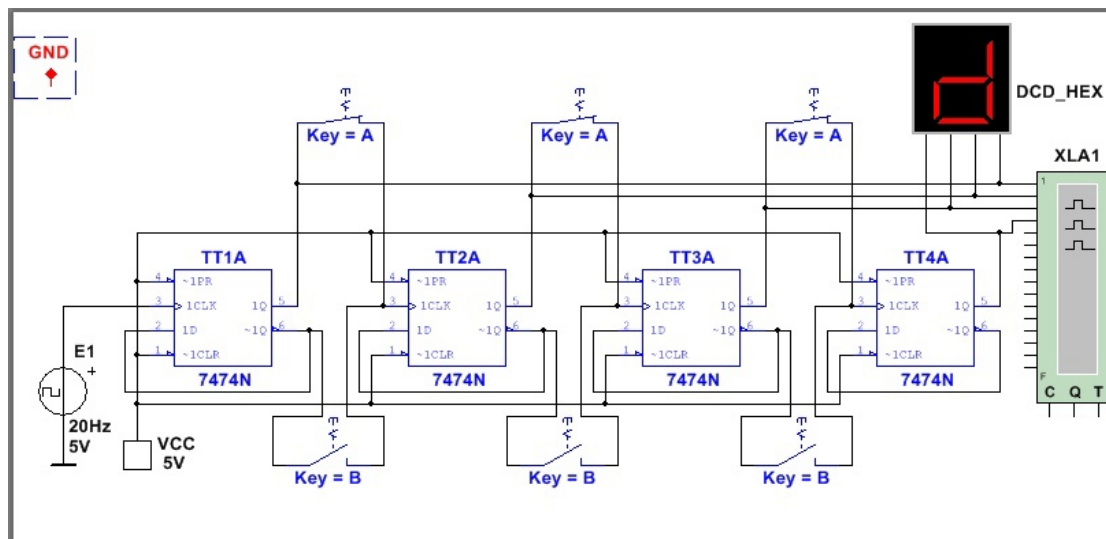 GND
DCD_HEX
Key = A
Key = A
Key = A
XLA1
1
TT1A
TT2A
TT3A
TT4A
4 ~1PR
3 1CLK 1Q 5
2 1D ~1Q 6
1 ~1CLR
7474N
4 ~1PR
3 1CLK 1Q 5
2 1D ~1Q 6
1 ~1CLR
7474N
4 ~1PR
3 1CLK 1Q 5
2 1D ~1Q 6
1 ~1CLR
7474N
4 ~1PR
3 1CLK 1Q 5
2 1D ~1Q 6
1 ~1CLR
7474N
E1
+
20Hz
5V
VCC
5V
F
C Q T
Key = B
Key = B
Key = B
d